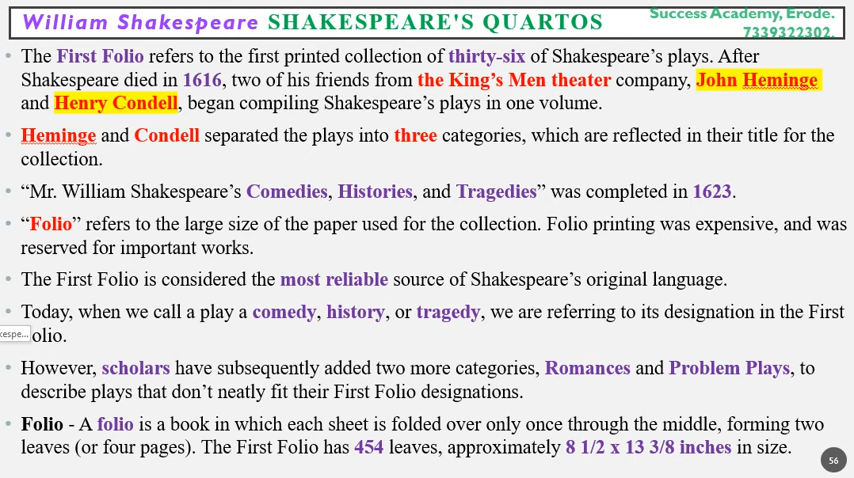 William Shakespeare SHAKESPEARE'S QUARTOS
Success Academy, Erode.
7339322302.
• The First Folio refers to the first printed collection of thirty-six of Shakespeare's plays. After
Shakespeare died in 1616, two of his friends from the King's Men theater company, John Heminge
and Henry Condell, began compiling Shakespeare's plays in one volume.
• Heminge and Condell separated the plays into three categories, which are reflected in their title for the
collection.
• “Mr. William Shakespeare's Comedies, Histories, and Tragedies” was completed in 1623.
• “Folio” refers to the large size of the paper used for the collection. Folio printing was expensive, and was
reserved for important works.
• The First Folio is considered the most reliable source of Shakespeare's original language.
• Today, when we call a play a comedy, history, or tragedy, we are referring to its designation in the First
kespe... olio.
• However, scholars have subsequently added two more categories, Romances and Problem Plays, to
describe plays that don't neatly fit their First Folio designations.
• Folio - A folio is a book in which each sheet is folded over only once through the middle, forming two
leaves (or four pages). The First Folio has 454 leaves, approximately 8 1/2 x 13 3/8 inches in size.
56